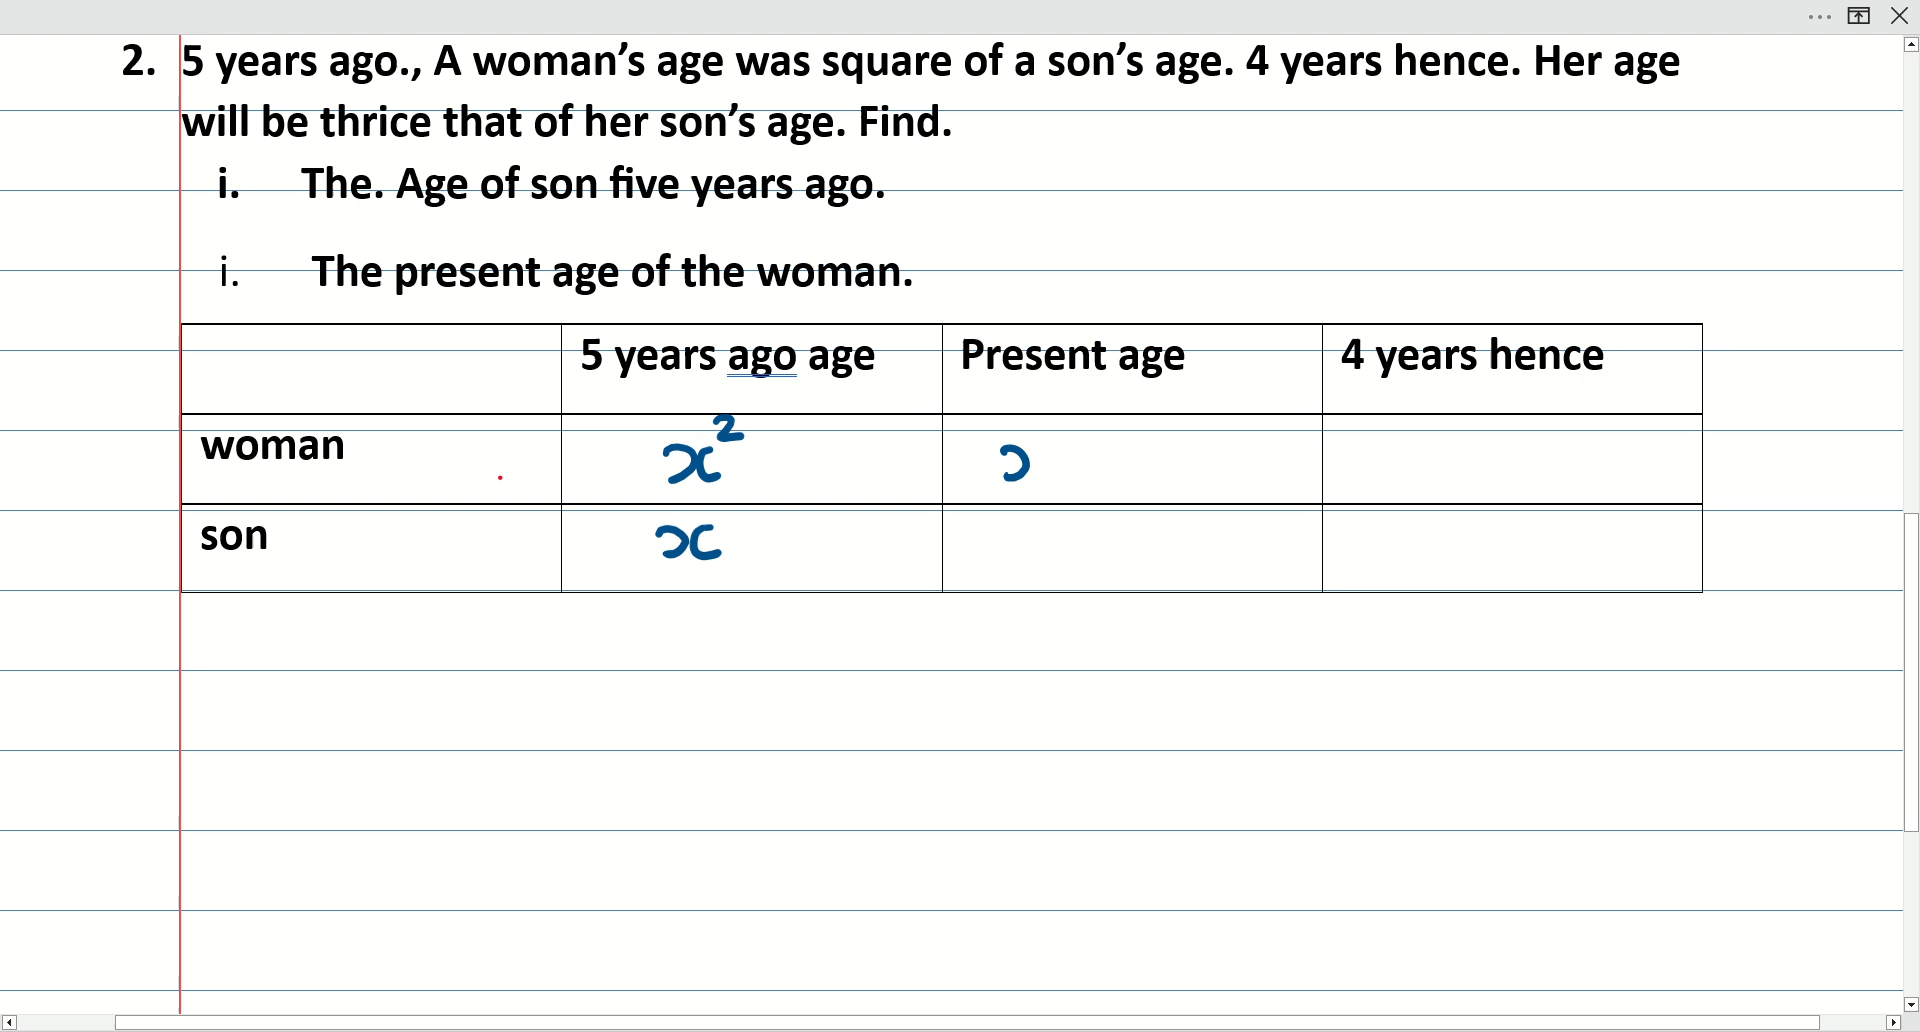 2. 5 years ago., A woman’s age was square of a son’s age. 4 years hence. Her age
will be thrice that of her son’s age. Find.
i. The. Age of son five years ago.
i. The present age of the woman.
5 years ago age Present age 4 years hence
woman x²
son x